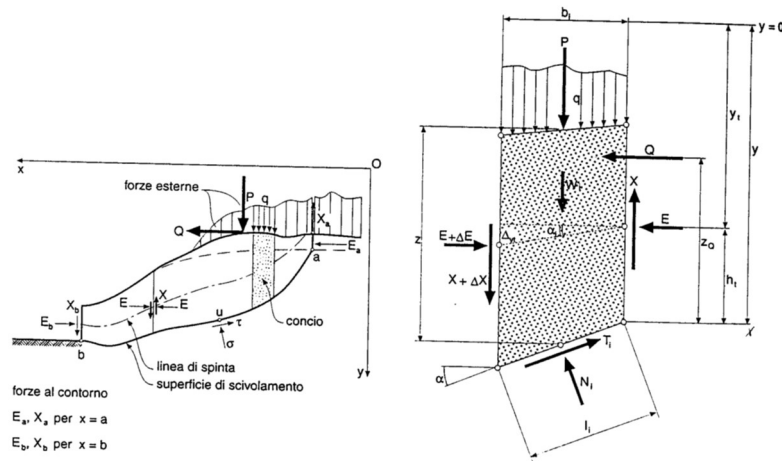 x
O
forze esterne
P
q
Q
X_a
E_a
a
X_b
E_b
E
X
E
u
τ
σ
concio
b
y
linea di spinta
superficie di scivolamento
forze al contorno
E_a, X_a per x = a
E_b, X_b per x = b
b_i
y=0
P
q
y_t
y
Q
W_i
X
E
z
E+ΔE
X+ΔX
z_Q
h_t
T_i
α
N_i
l_i